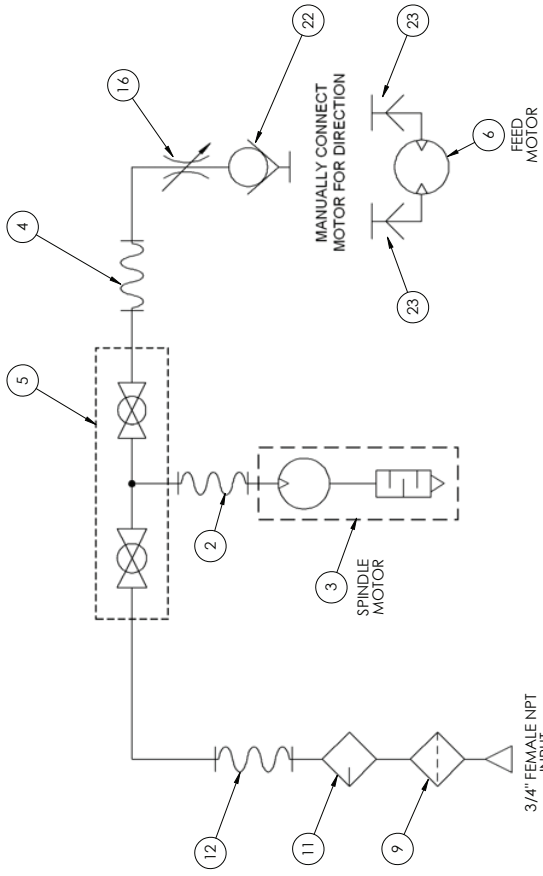 16
22
4
5
MANUALLY CONNECT
MOTOR FOR DIRECTION
23
23
6
FEED
MOTOR
2
3
SPINDLE
MOTOR
12
11
9
3/4" FEMALE NPT
INPUT